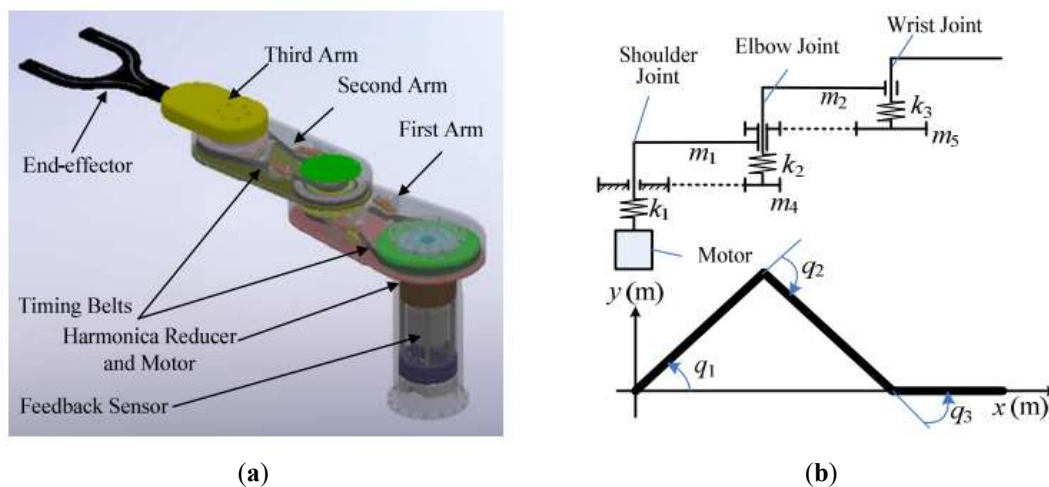 Third Arm
Second Arm
First Arm
End-effector
Timing Belts
Harmonica Reducer
and Motor
Feedback Sensor
(a)
Wrist Joint
Elbow Joint
Shoulder
Joint
m2
k3
m5
m1
k2
k1
m4
Motor
y (m)
q2
q1
x (m)
q3
(b)